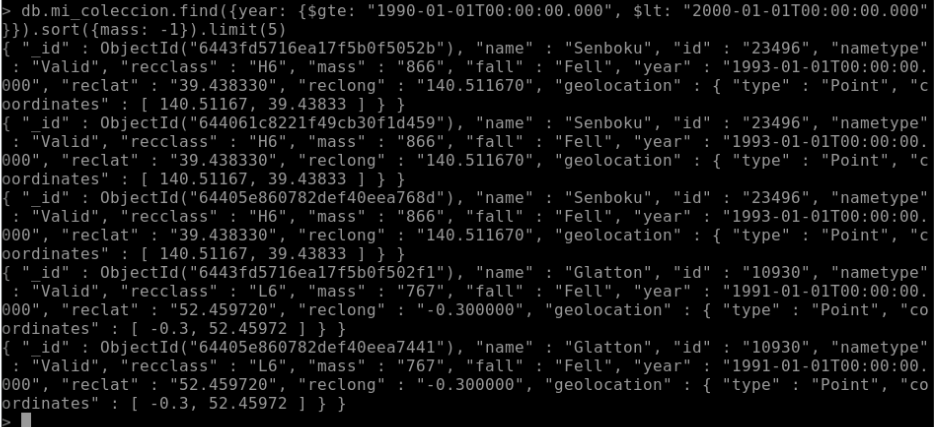 > db.mi_coleccion.find({year: {$gte: "1990-01-01T00:00:00.000", $lt: "2000-01-01T00:00:00.000"
}}).sort({mass: -1}).limit(5)
{ "_id" : ObjectId("6443fd5716ea17f5b0f5052b"), "name" : "Senboku", "id" : "23496", "nametype"
 : "Valid", "recclass" : "H6", "mass" : "866", "fall" : "Fell", "year" : "1993-01-01T00:00:00.
000", "reclat" : "39.438330", "reclong" : "140.511670", "geolocation" : { "type" : "Point", "c
oordinates" : [ 140.51167, 39.43833 ] } }
{ "_id" : ObjectId("644061c8221f49cb30f1d459"), "name" : "Senboku", "id" : "23496", "nametype"
 : "Valid", "recclass" : "H6", "mass" : "866", "fall" : "Fell", "year" : "1993-01-01T00:00:00.
000", "reclat" : "39.438330", "reclong" : "140.511670", "geolocation" : { "type" : "Point", "c
oordinates" : [ 140.51167, 39.43833 ] } }
{ "_id" : ObjectId("64405e860782def40eea768d"), "name" : "Senboku", "id" : "23496", "nametype"
 : "Valid", "recclass" : "H6", "mass" : "866", "fall" : "Fell", "year" : "1993-01-01T00:00:00.
000", "reclat" : "39.438330", "reclong" : "140.511670", "geolocation" : { "type" : "Point", "c
oordinates" : [ 140.51167, 39.43833 ] } }
{ "_id" : ObjectId("6443fd5716ea17f5b0f502f1"), "name" : "Glatton", "id" : "10930", "nametype"
 : "Valid", "recclass" : "L6", "mass" : "767", "fall" : "Fell", "year" : "1991-01-01T00:00:00.
000", "reclat" : "52.459720", "reclong" : "-0.300000", "geolocation" : { "type" : "Point", "co
ordinates" : [ -0.3, 52.45972 ] } }
{ "_id" : ObjectId("64405e860782def40eea7441"), "name" : "Glatton", "id" : "10930", "nametype"
 : "Valid", "recclass" : "L6", "mass" : "767", "fall" : "Fell", "year" : "1991-01-01T00:00:00.
000", "reclat" : "52.459720", "reclong" : "-0.300000", "geolocation" : { "type" : "Point", "co
ordinates" : [ -0.3, 52.45972 ] } }
>